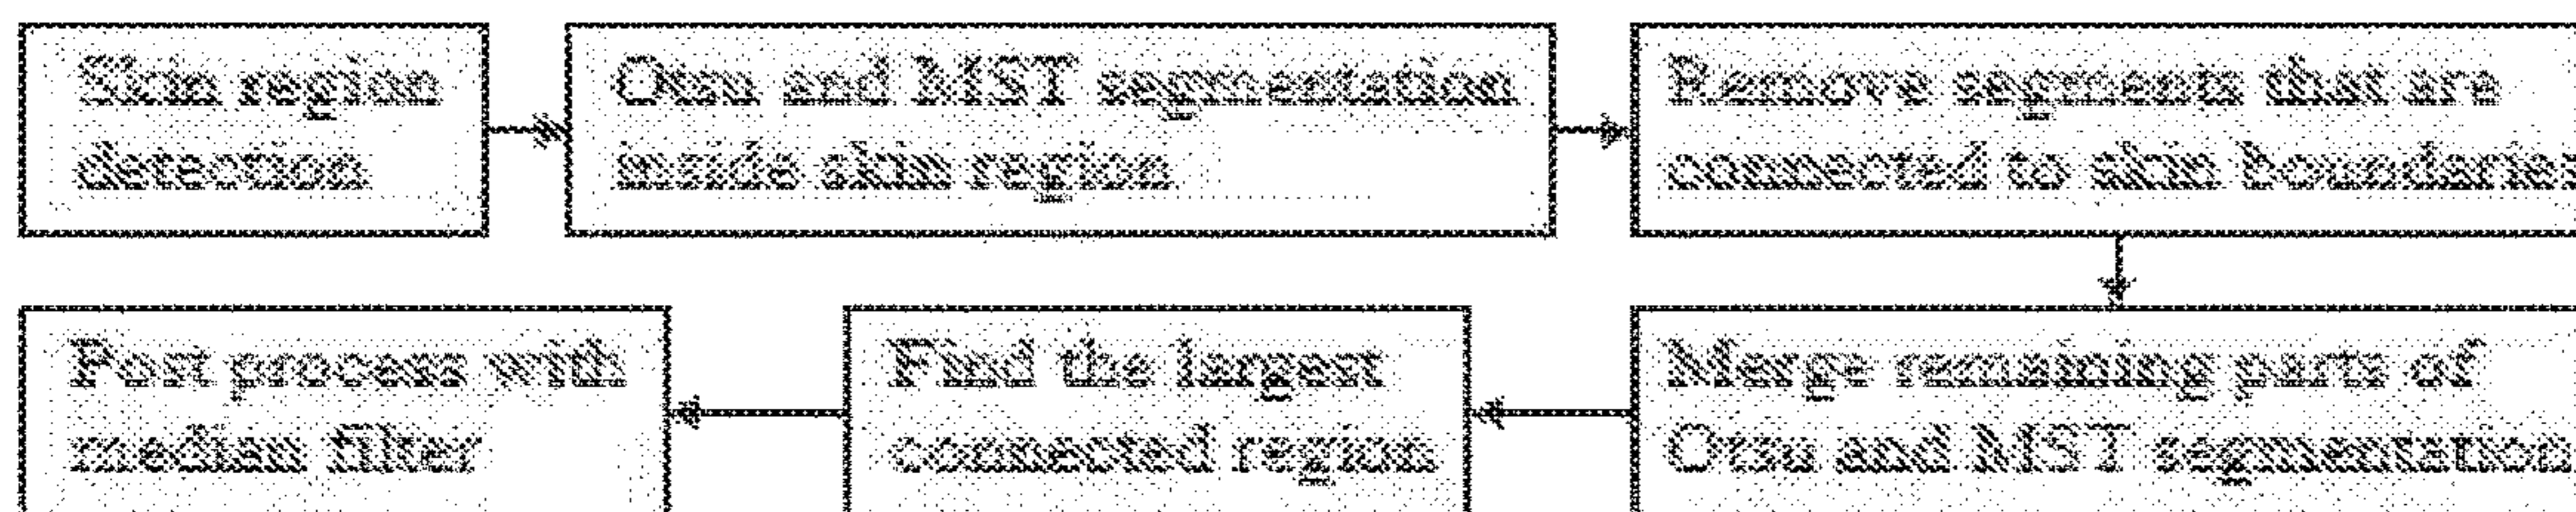 Skin region
detection
Otsu and MST segmentation
inside skin region
Remove segments that are
connected to skin boundaries
Merge remaining parts of
Otsu and MST segmentation
Find the largest
connected region
Post process with
median filter